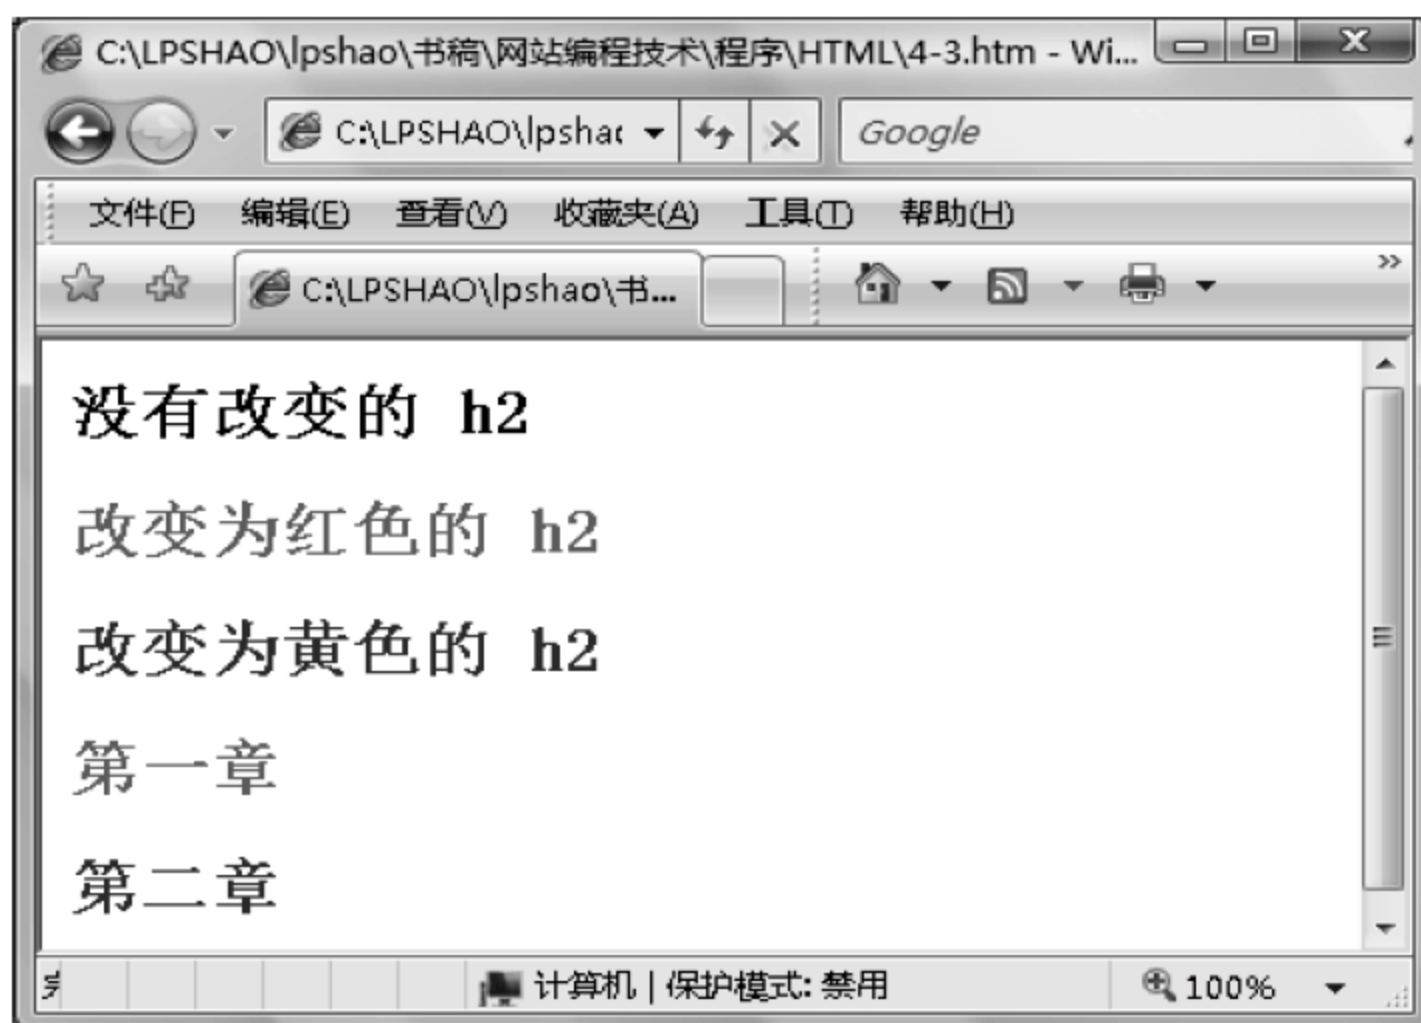 C:\LPSHAO\lpshao\书稿\网站编程技术\程序\HTML\4-3.htm - Wi...
C:\LPSHAO\lpshac Google
文件(F) 编辑(E) 查看(V) 收藏夹(A) 工具(T) 帮助(H)
C:\LPSHAO\lpshao\书...
没有改变的 h2
改变为红色的 h2
改变为黄色的 h2
第一章
第二章
计算机 | 保护模式: 禁用 100%